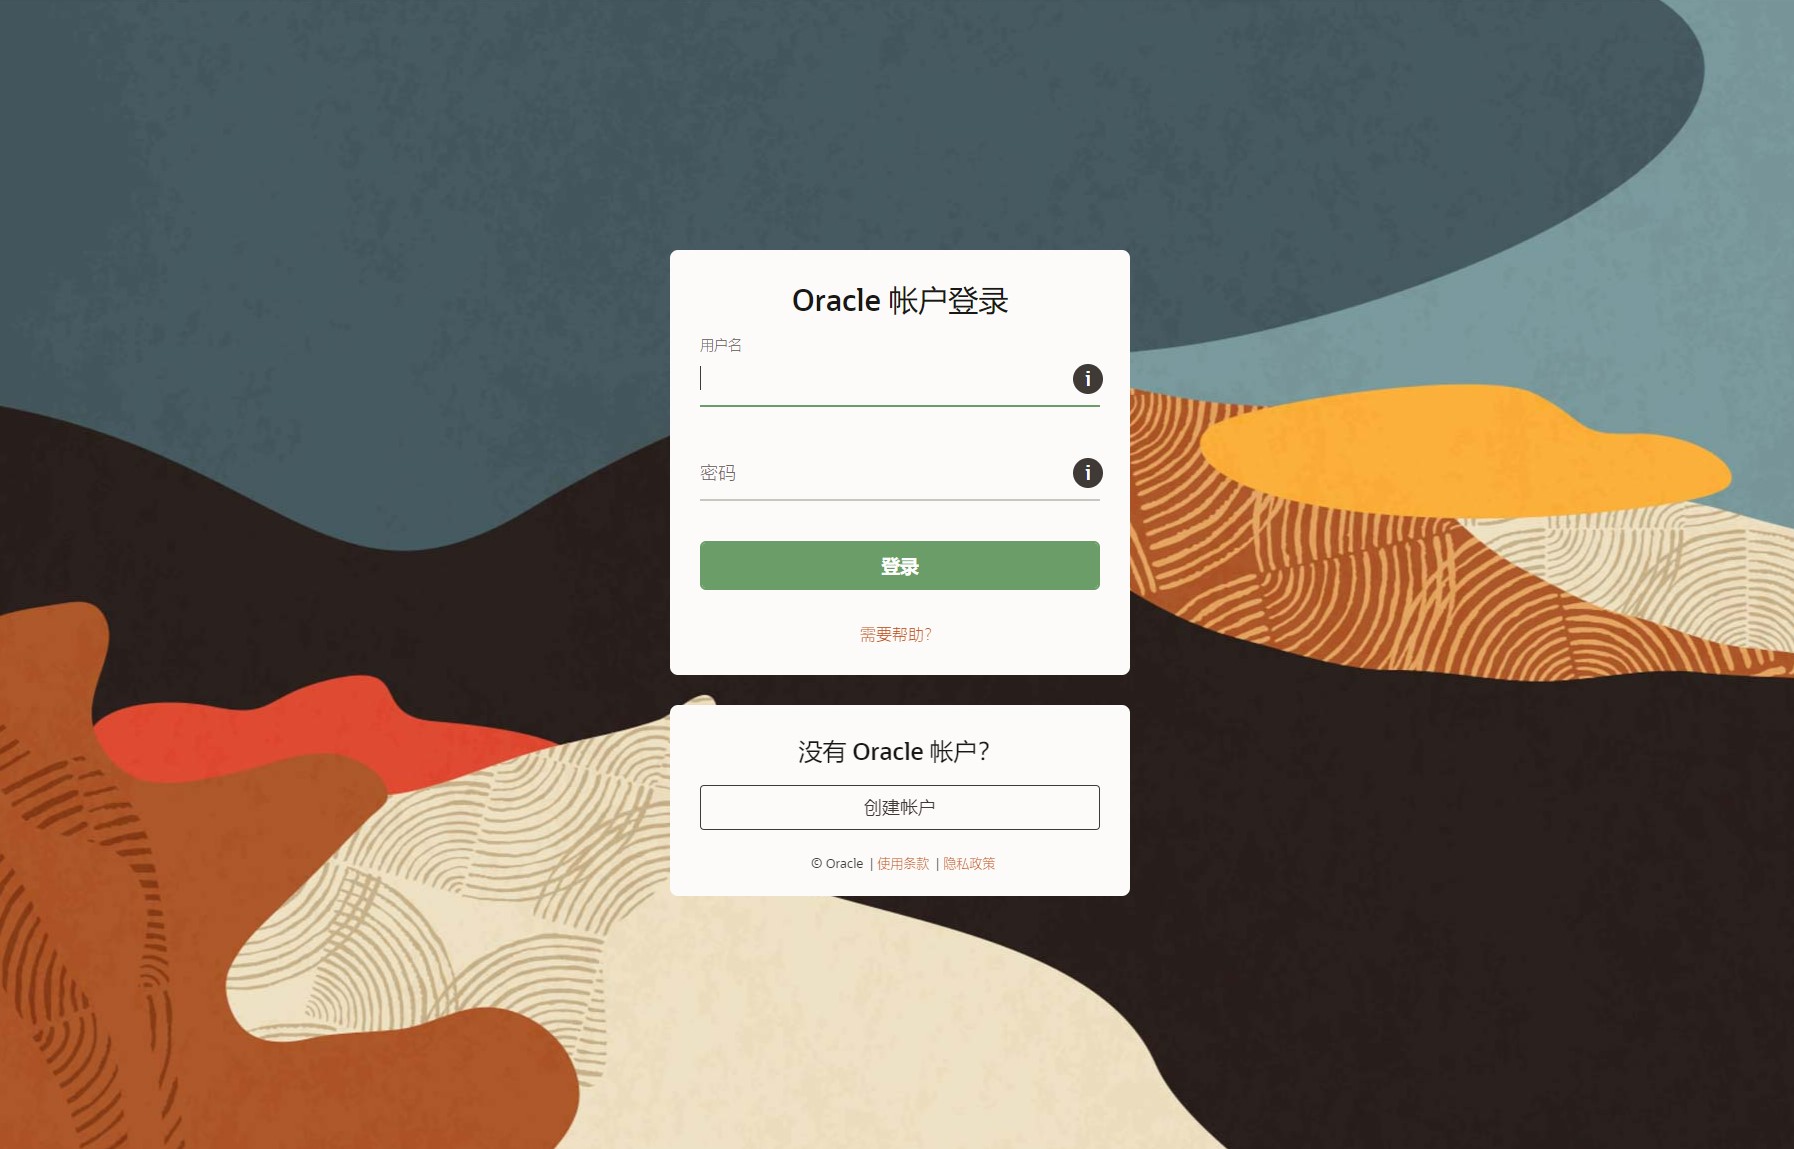 Oracle 帐户登录
用户名
密码
登录
需要帮助?
没有 Oracle 帐户?
创建帐户
© Oracle | 使用条款 | 隐私政策